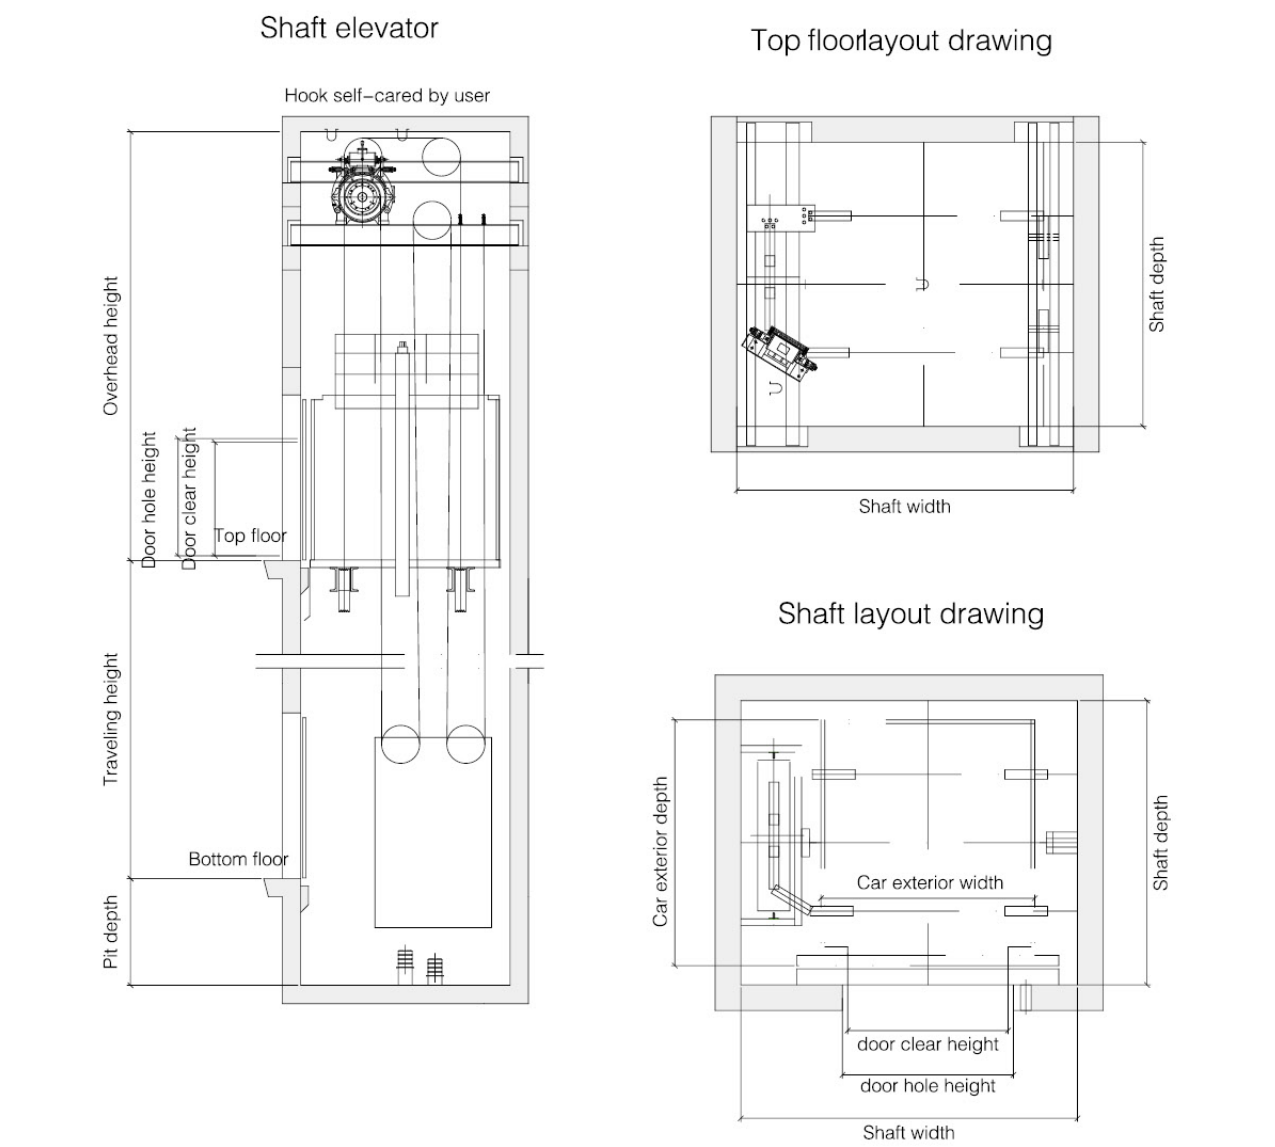 Shaft elevator
Hook self-cared by user
Overhead height
Door hole height
Door clear height
Top floor
Traveling height
Bottom floor
Pit depth
Top floorlayout drawing
Shaft depth
Shaft width
Shaft layout drawing
Car exterior depth
Car exterior width
Shaft depth
door clear height
door hole height
Shaft width